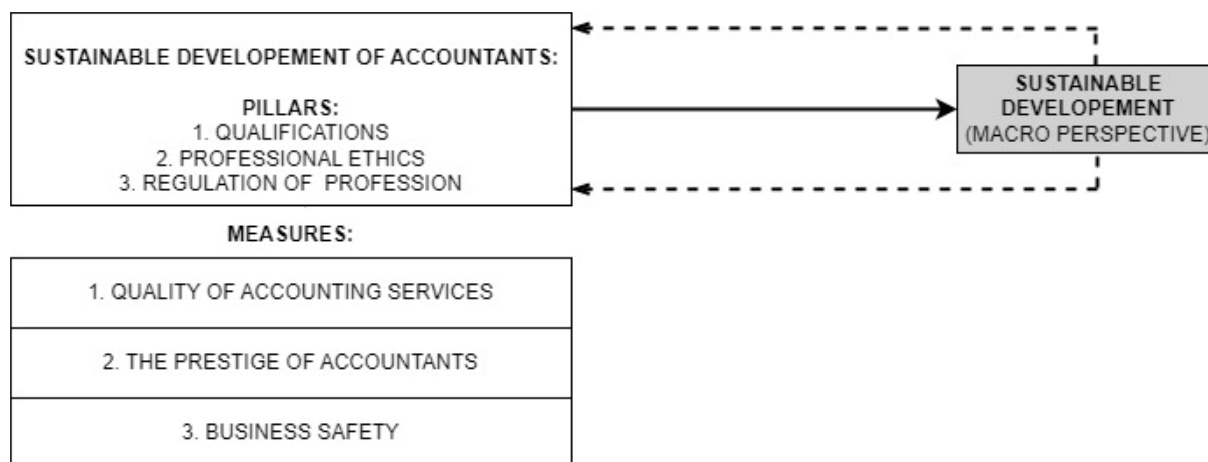 SUSTAINABLE DEVELOPEMENT OF ACCOUNTANTS:
PILLARS:
1. QUALIFICATIONS
2. PROFESSIONAL ETHICS
3. REGULATION OF PROFESSION
SUSTAINABLE
DEVELOPEMENT
(MACRO PERSPECTIVE)
MEASURES:
1. QUALITY OF ACCOUNTING SERVICES
2. THE PRESTIGE OF ACCOUNTANTS
3. BUSINESS SAFETY